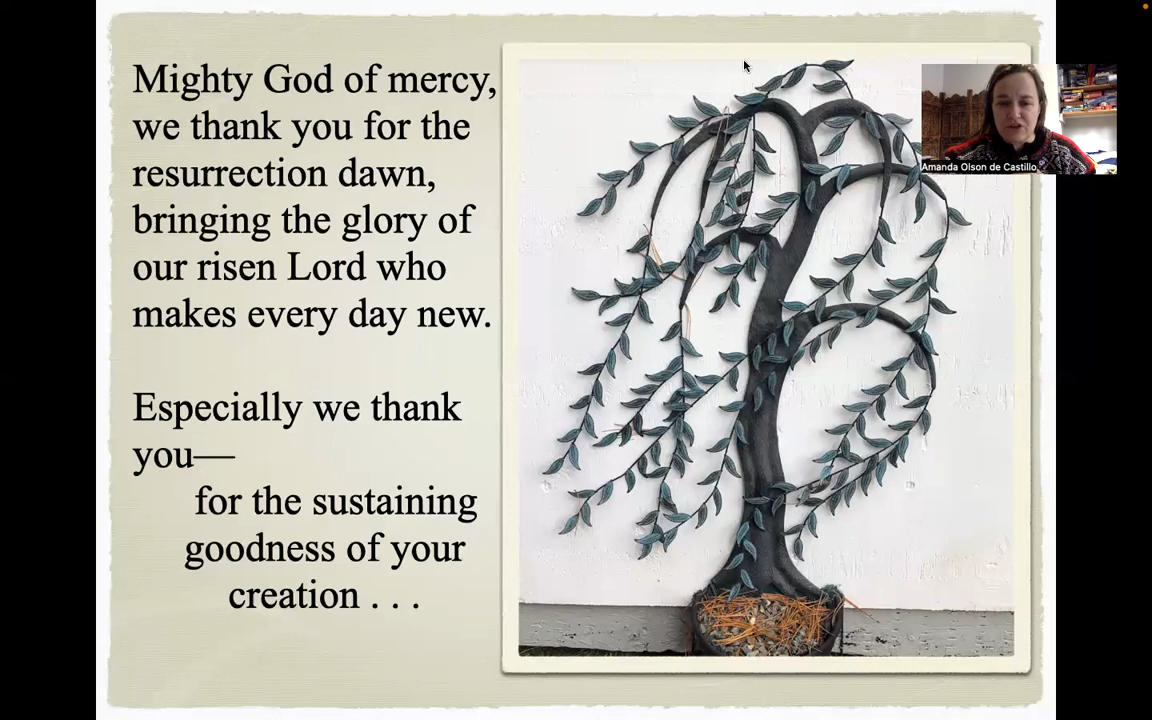 Mighty God of mercy,
we thank you for the
resurrection dawn,
bringing the glory of
our risen Lord who
makes every day new.
Especially we thank
you—
for the sustaining
goodness of your
creation . . .
Amanda Olson de Castillo